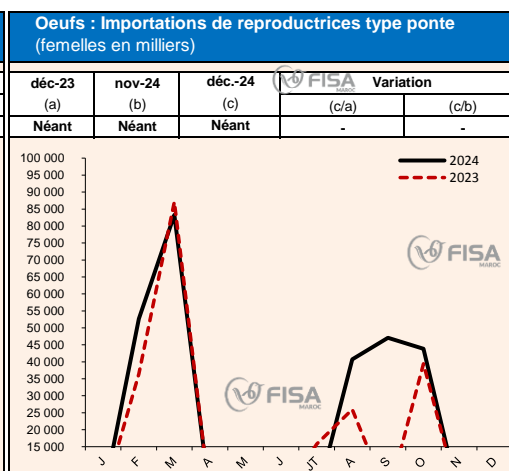 Oeufs : Importations de reproductrices type ponte
(femelles en milliers)
déc-23 nov-24 déc.-24 Variation
(a) (b) (c) (c/a) (c/b)
Néant Néant Néant - -
FISA
MAROC
100 000
95 000
90 000
85 000
80 000
75 000
70 000
65 000
60 000
55 000
50 000
45 000
40 000
35 000
30 000
25 000
20 000
15 000
2024
2023
FISA
MAROC
FISA
MAROC
J F M A M J JT A S O N D